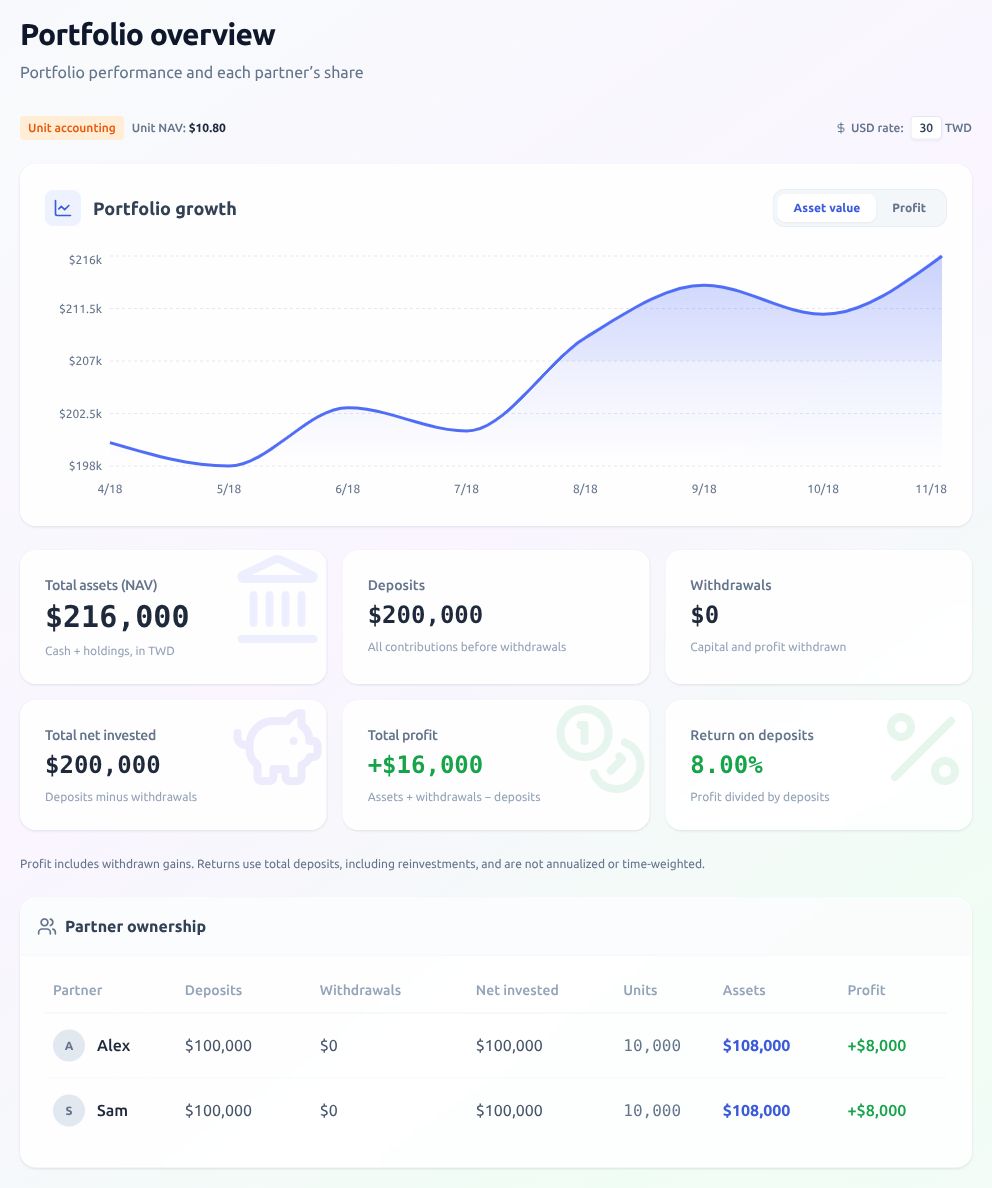 Portfolio overview
Portfolio performance and each partner's share
Unit accounting Unit NAV: $10.80 $ USD rate: 30 TWD
Portfolio growth Asset value Profit
$216k
$211.5k
$207k
$202.5k
$198k
4/18 5/18 6/18 7/18 8/18 9/18 10/18 11/18
Total assets (NAV)
$216,000
Cash + holdings, in TWD
Deposits
$200,000
All contributions before withdrawals
Withdrawals
$0
Capital and profit withdrawn
Total net invested
$200,000
Deposits minus withdrawals
Total profit
+$16,000
Assets + withdrawals − deposits
1
Return on deposits
8.00%
Profit divided by deposits
%
Profit includes withdrawn gains. Returns use total deposits, including reinvestments, and are not annualized or time-weighted.
Partner ownership
Partner Deposits Withdrawals Net invested Units Assets Profit
A Alex $100,000 $0 $100,000 10,000 $108,000 +$8,000
S Sam $100,000 $0 $100,000 10,000 $108,000 +$8,000